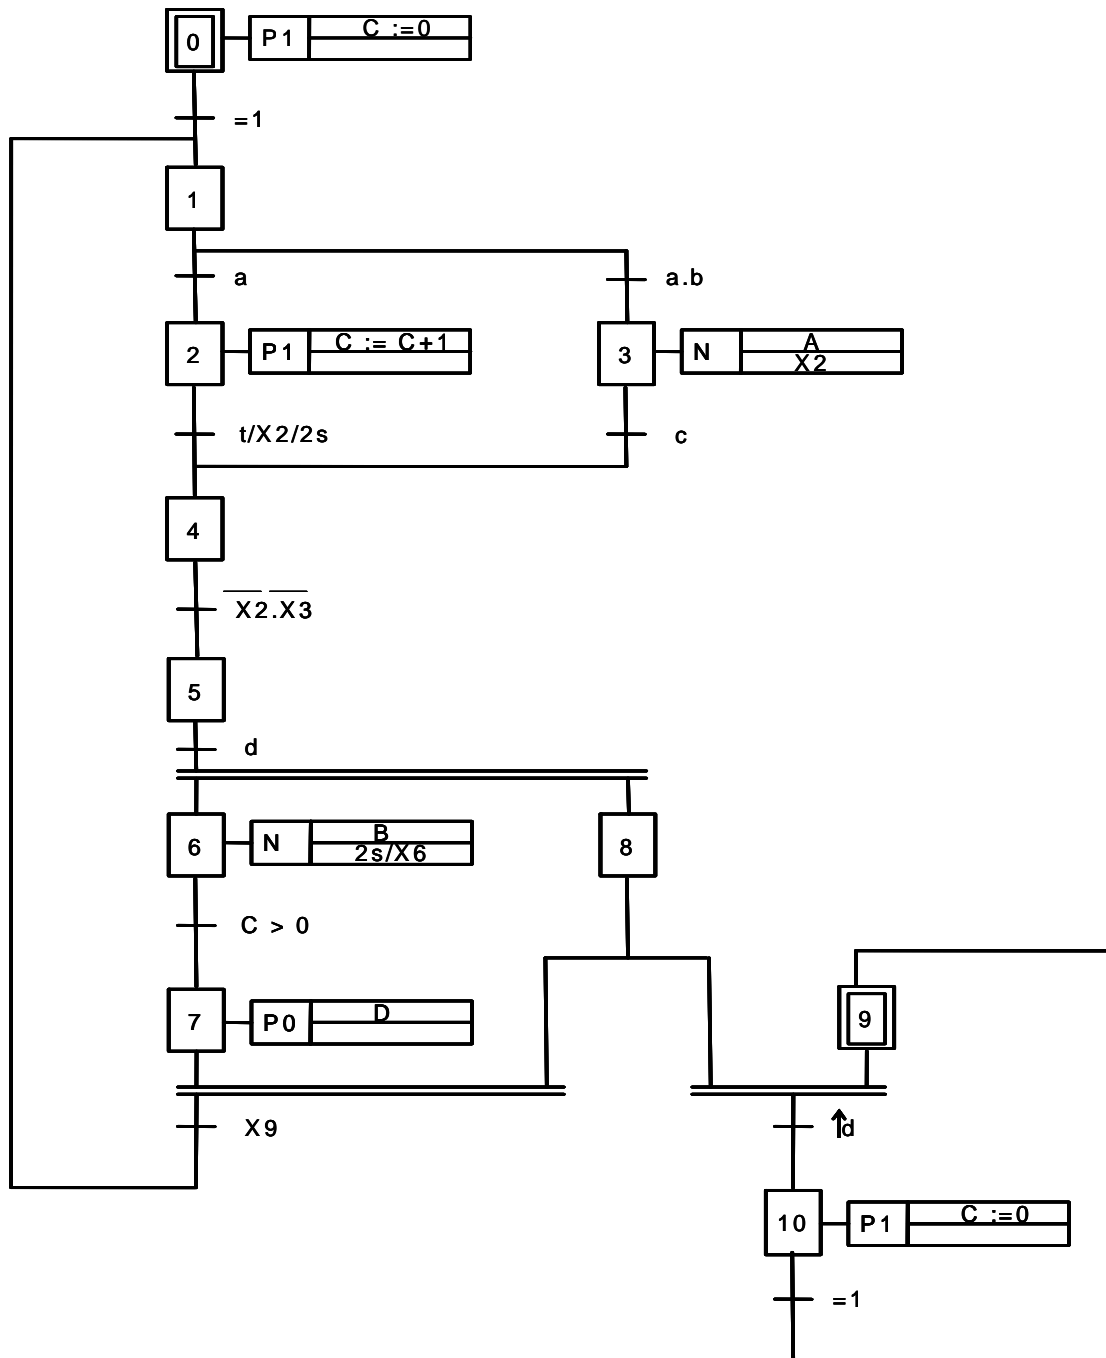 0 P1 C :=0
=1
1
a a.b
2 P1 C := C+1 3 N A
X2
t/X2/2s c
4
X2.X3
5
d
6 N B 8
2s/X6
C > 0
7 P0 D 9
X9 ↑d
10 P1 C :=0
=1